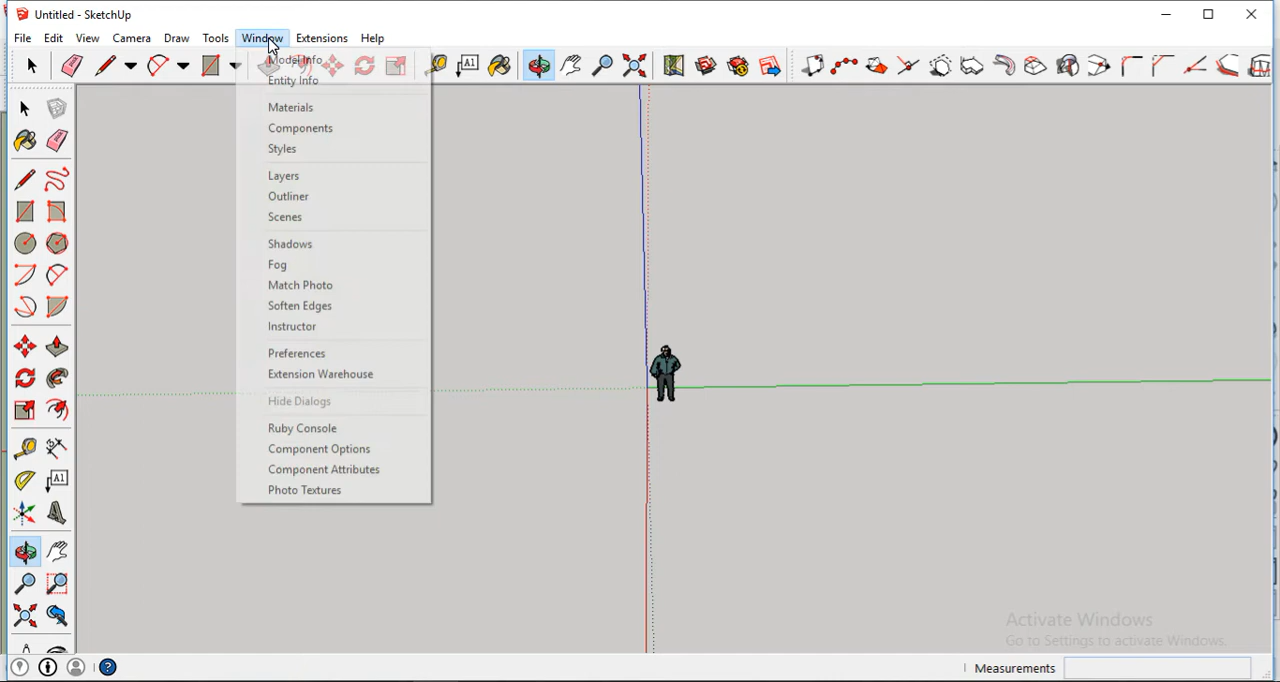 Untitled - SketchUp
File Edit View Camera Draw Tools Window Extensions Help
Model Info
Entity Info
Materials
Components
Styles
Layers
Outliner
Scenes
Shadows
Fog
Match Photo
Soften Edges
Instructor
Preferences
Extension Warehouse
Hide Dialogs
Ruby Console
Component Options
Component Attributes
Photo Textures
A1
A1
Activate Windows
Go to Settings to activate Windows.
Measurements